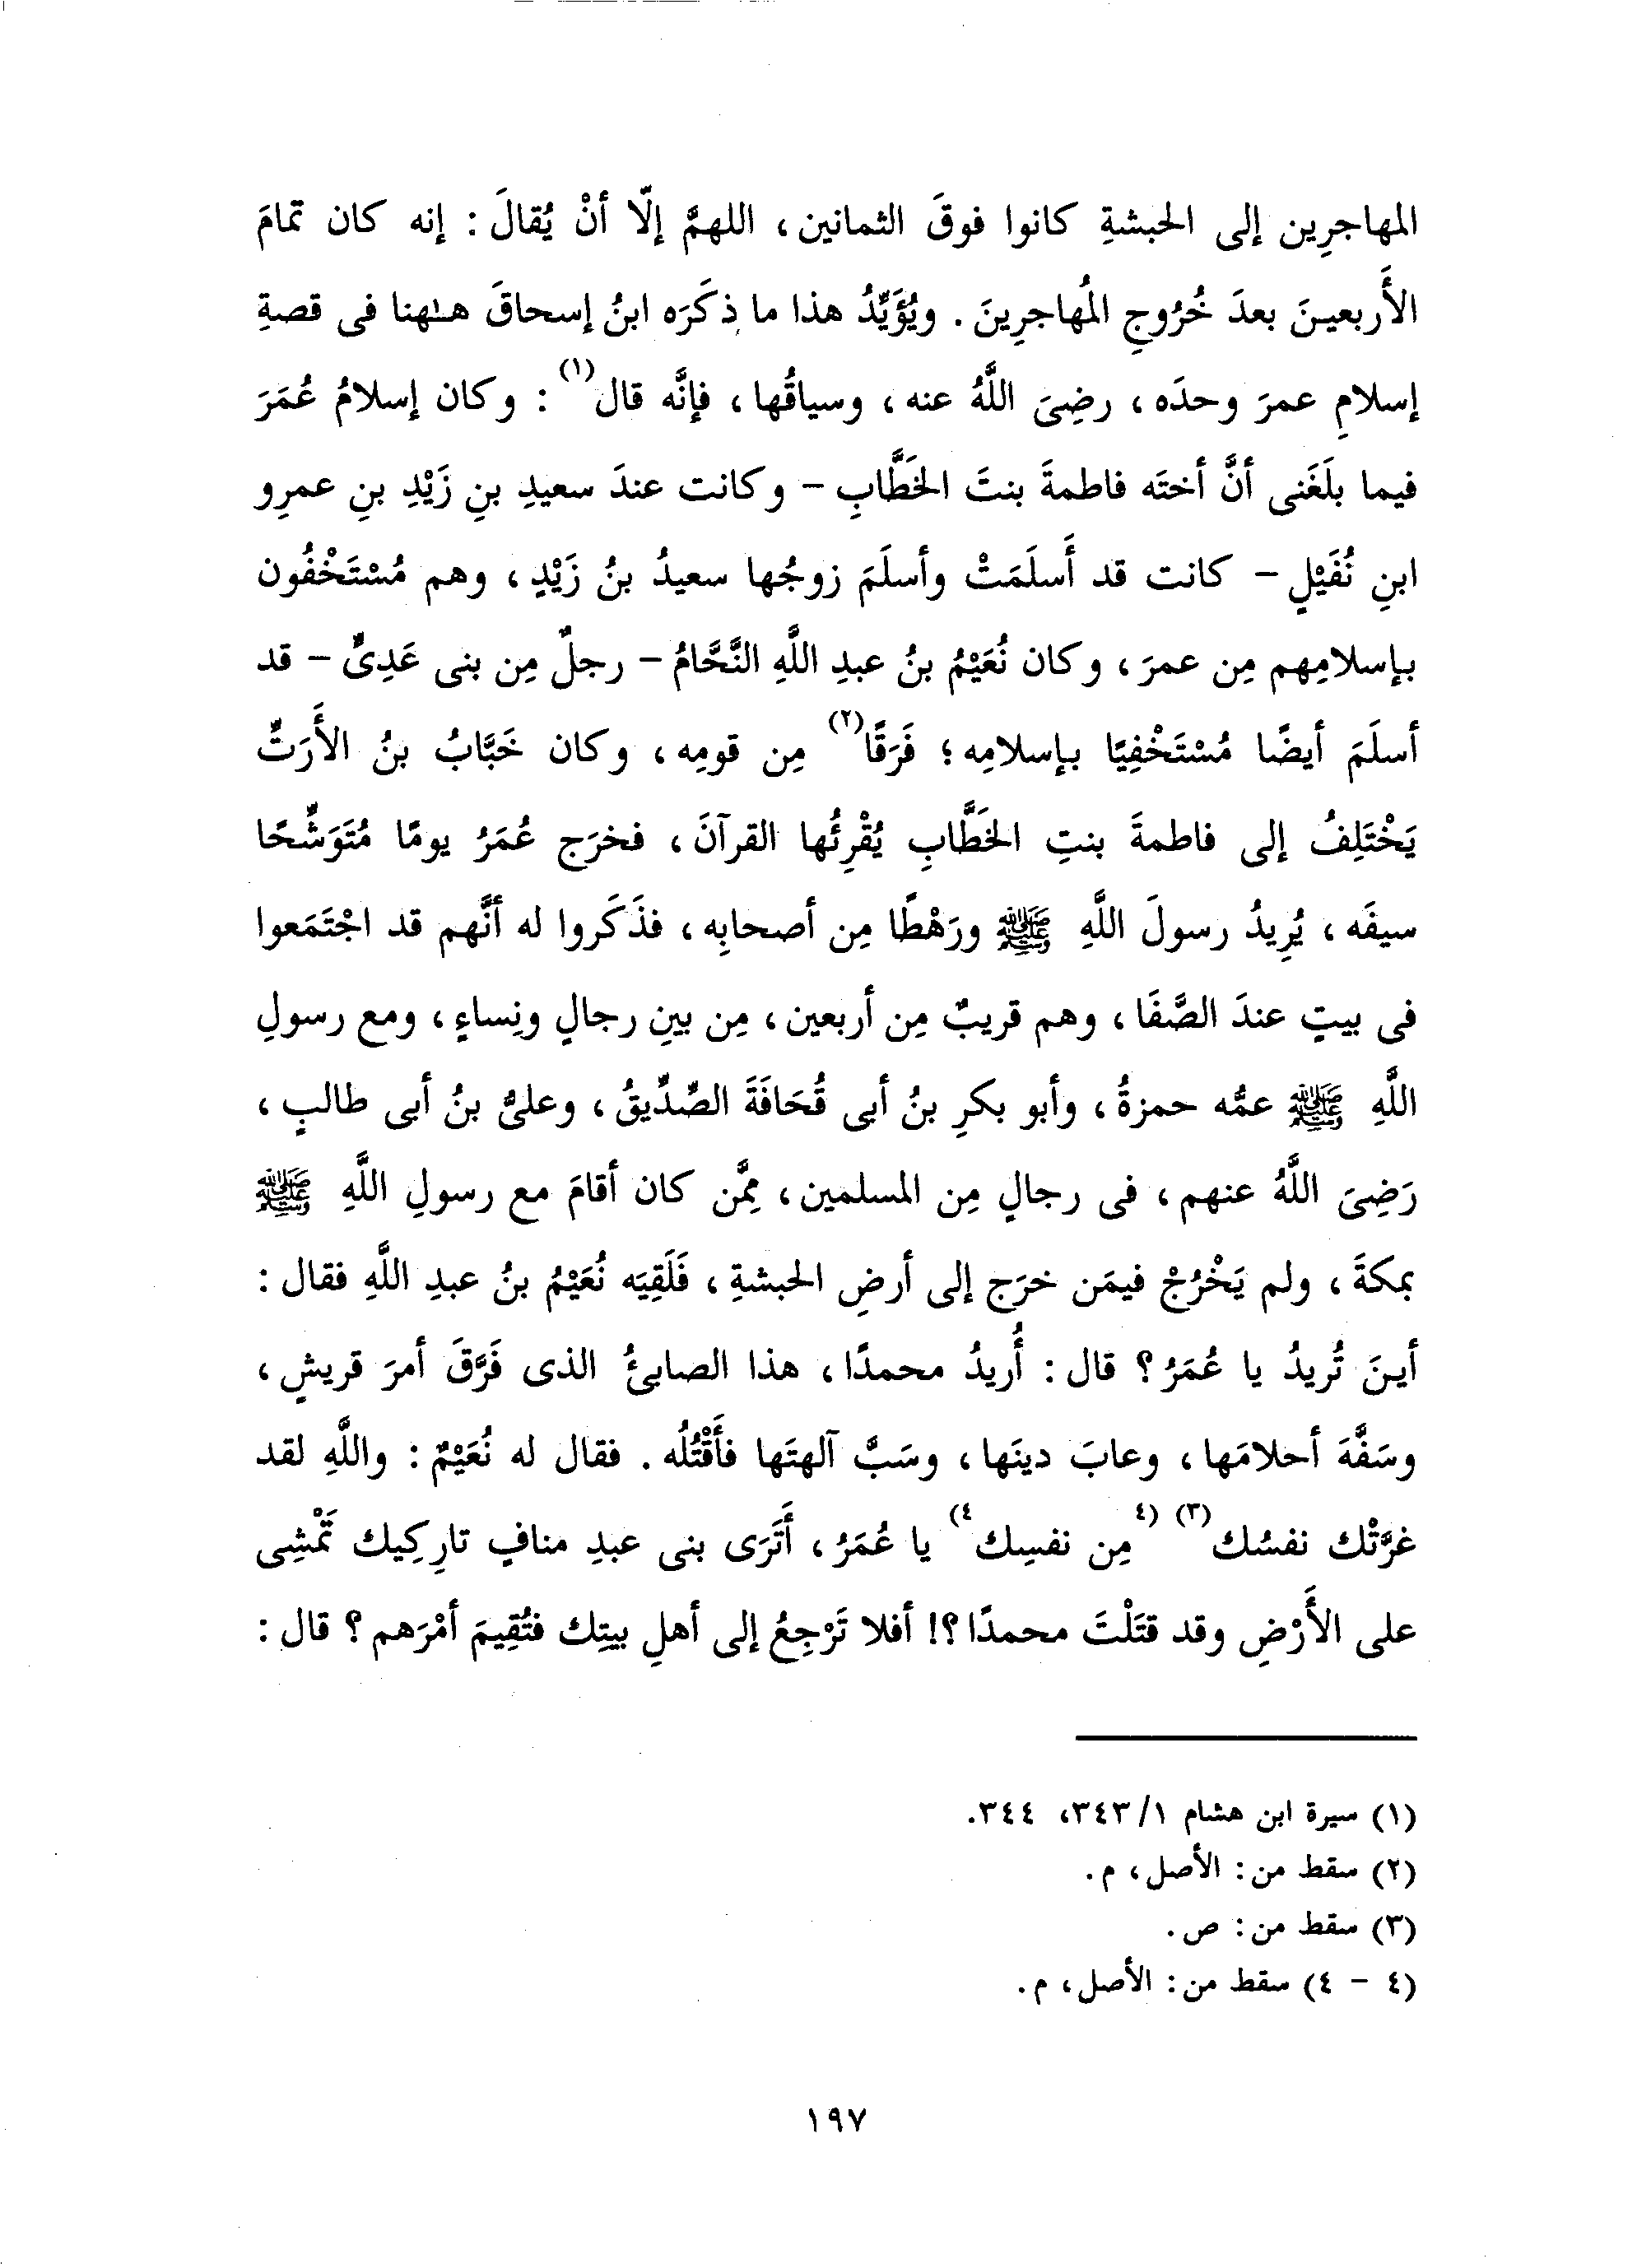 المهاجرِين إلى الحبشةِ كانوا فوقَ الثمانين، اللهمَّ إلَّا أنْ يُقالَ: إنه كان تمامَ
الأَربعينَ بعدَ خُرُوجِ المُهاجرِينَ. ويُؤَيِّدُ هذا ما ذكَرَه ابنُ إسحاقَ هـٰهنا فى قصةِ
إسلامِ عمرَ وحدَه، رضِىَ اللَّهُ عنه، وسياقُها، فإنَّه قال(١): وكان إسلامُ عُمَرَ
فيما بلَغَنى أنَّ أختَه فاطمةَ بنتَ الخَطَّابِ - وكانت عندَ سعيدِ بنِ زَيْدِ بنِ عمرِو
ابنِ نُفَيْلٍ - كانت قد أَسلَمَتْ وأسلَمَ زوجُها سعيدُ بنُ زَيْدٍ، وهم مُسْتَخْفُون
بإسلامِهم مِن عمرَ، وكان نُعَيْمُ بنُ عبدِ اللَّهِ النَّحَّامُ - رجلٌ مِن بنى عَدِىٍّ - قد
أسلَمَ أيضًا مُسْتَخْفِيًا بإسلامِه؛ فَرَقًا(٢) مِن قومِه، وكان خَبَّابُ بنُ الأَرَتِّ
يَخْتَلِفُ إلى فاطمةَ بنتِ الخَطَّابِ يُقْرِئُها القرآنَ، فخرَج عُمَرُ يومًا مُتَوَشِّحًا
سيفَه، يُرِيدُ رسولَ اللَّهِ ﷺ ورَهْطًا مِن أصحابِه، فذَكَروا له أنَّهم قد اجْتَمَعوا
فى بيتٍ عندَ الصَّفَا، وهم قريبٌ مِن أربعين، مِن بينِ رجالٍ ونِساءٍ، ومع رسولِ
اللَّهِ ﷺ عمُّه حمزةُ، وأبو بكرِ بنُ أبى قُحَافَةَ الصِّدِّيقُ، وعلىُّ بنُ أبى طالبٍ،
رَضِىَ اللَّهُ عنهم، فى رجالٍ مِن المسلمين، مِمَّن كان أقامَ مع رسولِ اللَّهِ ﷺ
بمكةَ، ولم يَخْرُجْ فيمَن خرَج إلى أرضِ الحبشةِ، فَلَقِيَه نُعَيْمُ بنُ عبدِ اللَّهِ فقال:
أينَ تُريدُ يا عُمَرُ؟ قال: أُريدُ محمدًا، هذا الصابئُ الذى فَرَّقَ أمرَ قريشٍ،
وسَفَّهَ أحلامَها، وعابَ دينَها، وسَبَّ آلهتَها فأَقْتُلُه. فقال له نُعَيْمٌ: واللَّهِ لقد
غرَّتْك نفسُك(٣) (٤مِن نفسِك٤) يا عُمَرُ، أَتَرَى بنى عبدِ منافٍ تارِكِيك تَمْشِى
على الأَرْضِ وقد قتَلْتَ محمدًا؟! أفلا تَرْجِعُ إلى أهلِ بيتِك فتُقِيمَ أمْرَهم؟ قال:
(١) سيرة ابن هشام ١/ ٣٤٣، ٣٤٤.
(٢) سقط من: الأصل، م.
(٣) سقط من: ص.
(٤ - ٤) سقط من: الأصل، م.
١٩٧